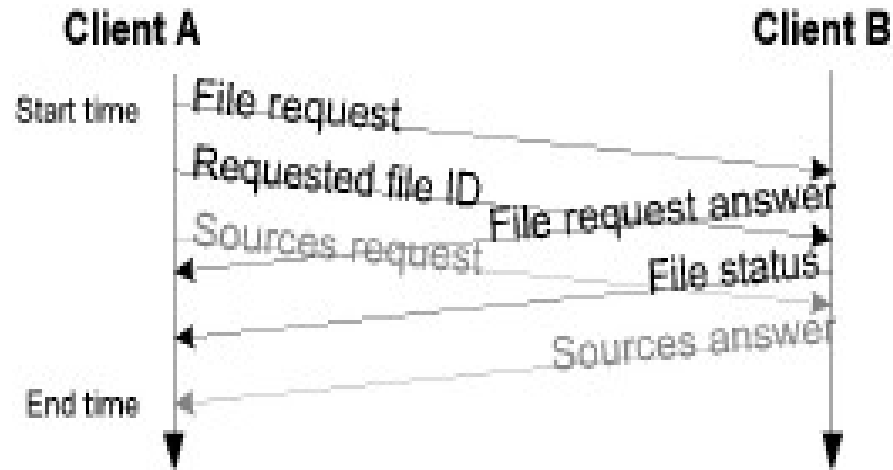 Client A
Client B
Start time
File request
Requested file ID
File request answer
Sources request
File status
Sources answer
End time